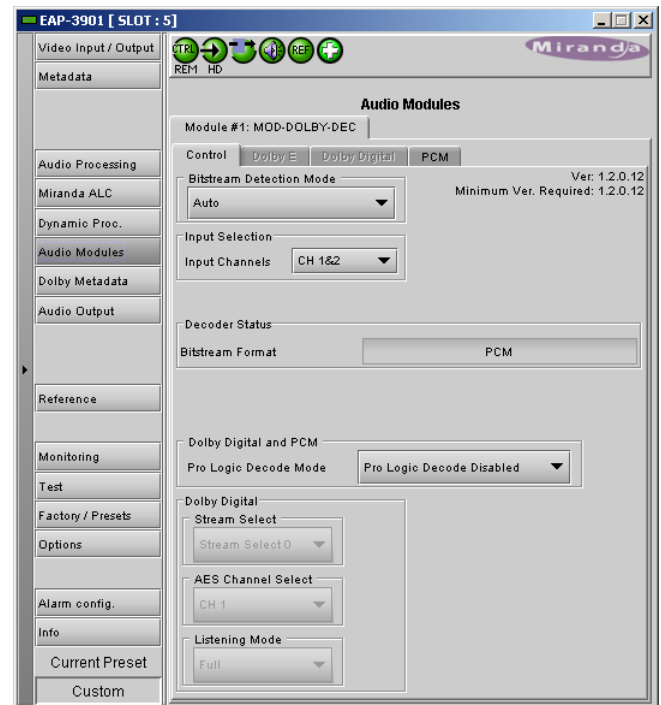 EAP-3901 [ SLOT : 5]
Video Input / Output
Metadata
Audio Processing
Miranda ALC
Dynamic Proc.
Audio Modules
Dolby Metadata
Audio Output
Reference
Monitoring
Test
Factory / Presets
Options
Alarm config.
Info
Current Preset
Custom
CTRL REF
REM HD
Miranda
Audio Modules
Module #1: MOD-DOLBY-DEC
Control Dolby E Dolby Digital PCM
Ver: 1.2.0.12
Minimum Ver. Required: 1.2.0.12
Bitstream Detection Mode
Auto
Input Selection
Input Channels CH 1&2
Decoder Status
Bitstream Format PCM
Dolby Digital and PCM
Pro Logic Decode Mode Pro Logic Decode Disabled
Dolby Digital
Stream Select
Stream Select 0
AES Channel Select
CH 1
Listening Mode
Full